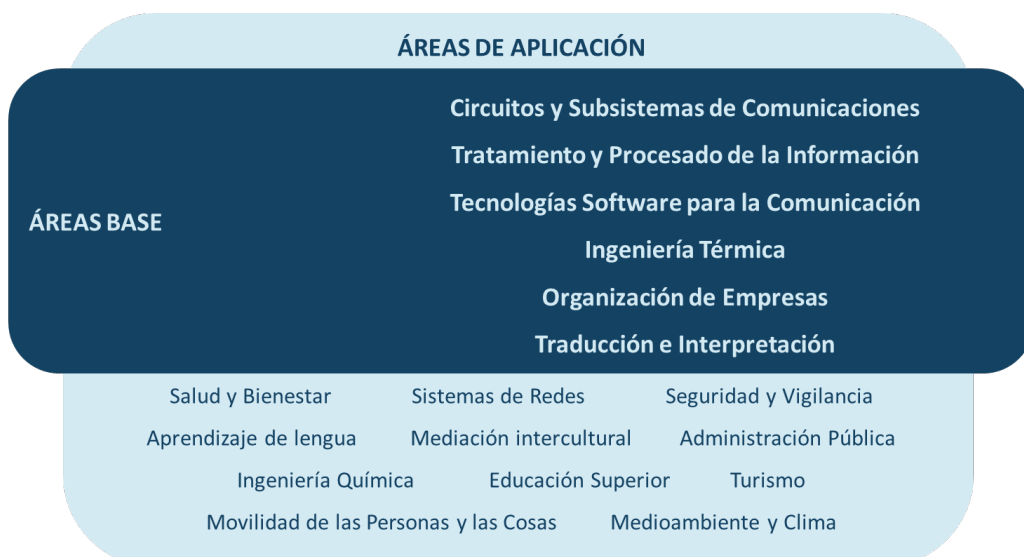 ÁREAS DE APLICACIÓN
Circuitos y Subsistemas de Comunicaciones
Tratamiento y Procesado de la Información
Tecnologías Software para la Comunicación
ÁREAS BASE
Ingeniería Térmica
Organización de Empresas
Traducción e Interpretación
Salud y Bienestar Sistemas de Redes Seguridad y Vigilancia
Aprendizaje de lengua Mediación intercultural Administración Pública
Ingeniería Química Educación Superior Turismo
Movilidad de las Personas y las Cosas Medioambiente y Clima